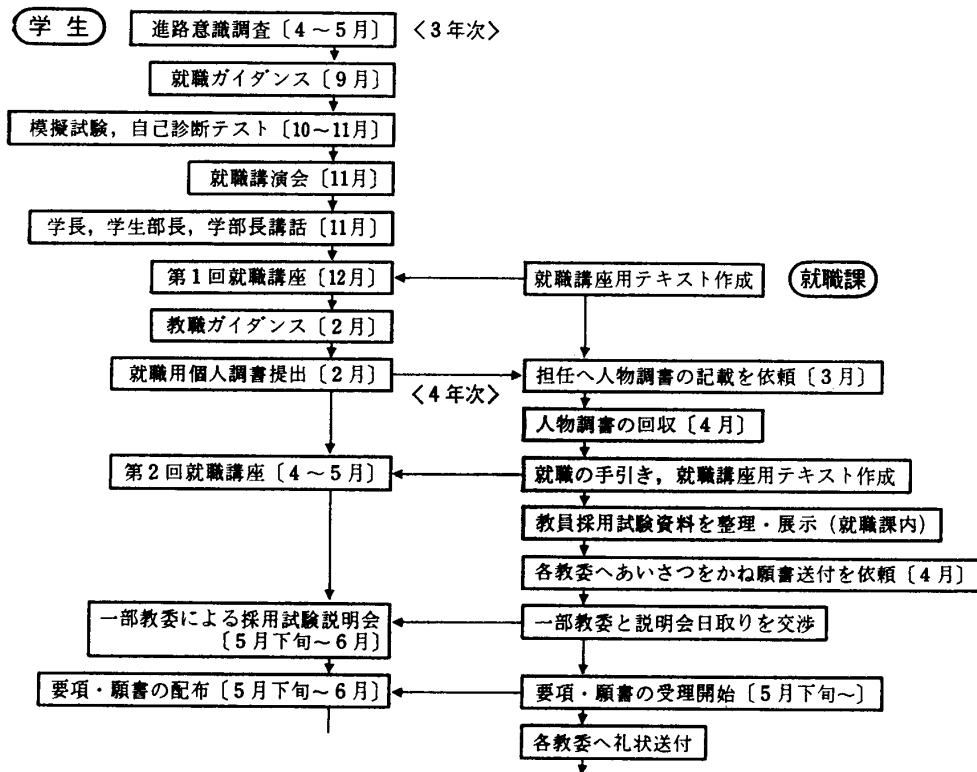 学生
進路意識調査〔4～5月〕
〈3年次〉
就職ガイダンス〔9月〕
模擬試験，自己診断テスト〔10～11月〕
就職講演会〔11月〕
学長，学生部長，学部長講話〔11月〕
第1回就職講座〔12月〕
就職講座用テキスト作成
就職課
教職ガイダンス〔2月〕
就職用個人調書提出〔2月〕
担任へ人物調書の記載を依頼〔3月〕
〈4年次〉
人物調書の回収〔4月〕
第2回就職講座〔4～5月〕
就職の手引き，就職講座用テキスト作成
教員採用試験資料を整理・展示（就職課内）
各教委へあいさつをかね願書送付を依頼〔4月〕
一部教委による採用試験説明会
〔5月下旬～6月〕
一部教委と説明会日取りを交渉
要項・願書の配布〔5月下旬～6月〕
要項・願書の受理開始〔5月下旬～〕
各教委へ礼状送付